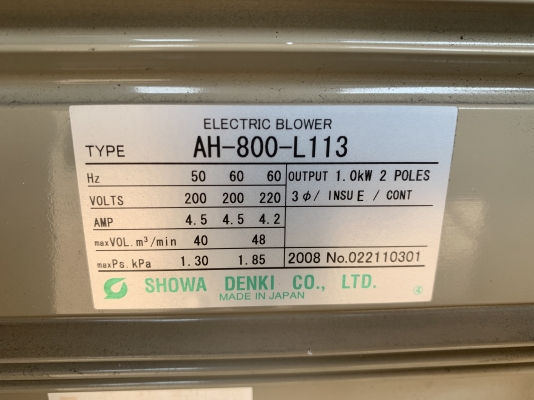 ELECTRIC BLOWER
TYPE AH-800-L113
Hz 50 60 60 OUTPUT 1.0kW 2 POLES
VOLTS 200 200 220 3φ/ INSU E / CONT
AMP 4.5 4.5 4.2
maxVOL.m³/min 40 48
maxPs.kPa 1.30 1.85 2008 No.022110301
SHOWA DENKI CO., LTD.
MADE IN JAPAN ④